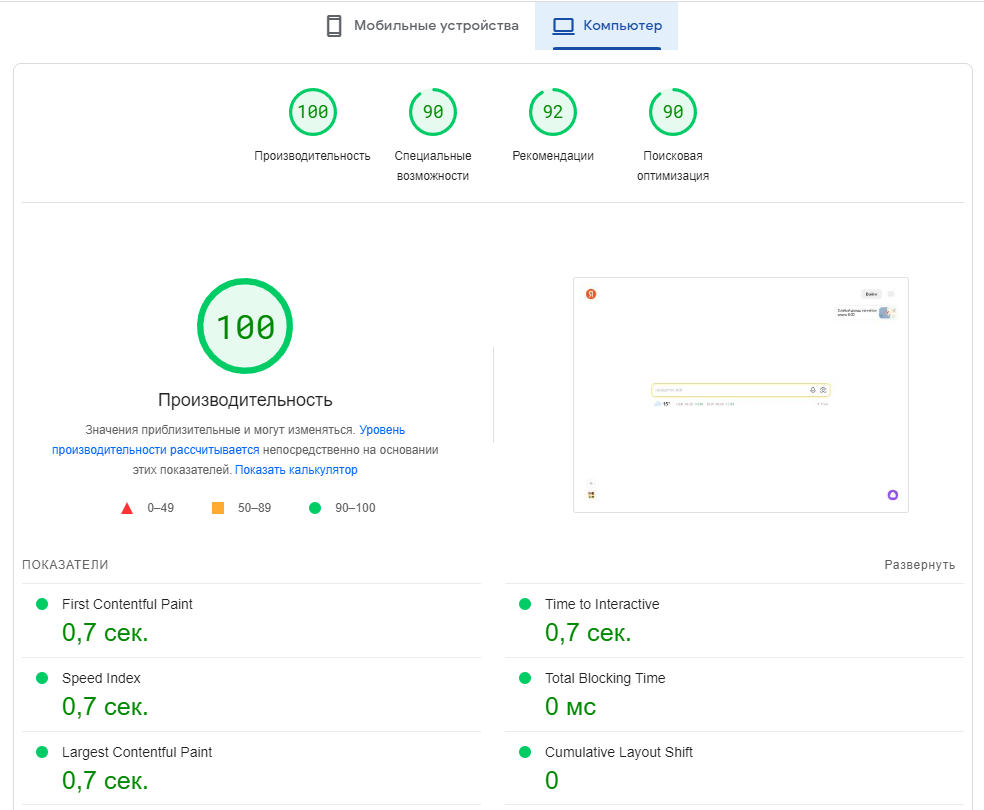 Мобильные устройства
Компьютер
100
90
92
90
Производительность
Специальные
возможности
Рекомендации
Поисковая
оптимизация
100
Производительность
Значения приблизительные и могут изменяться. Уровень
производительности рассчитывается непосредственно на основании
этих показателей. Показать калькулятор
0–49
50–89
90–100
Я
Войти
15°
ПОКАЗАТЕЛИ
Развернуть
First Contentful Paint
0,7 сек.
Time to Interactive
0,7 сек.
Speed Index
0,7 сек.
Total Blocking Time
0 мс
Largest Contentful Paint
0,7 сек.
Cumulative Layout Shift
0